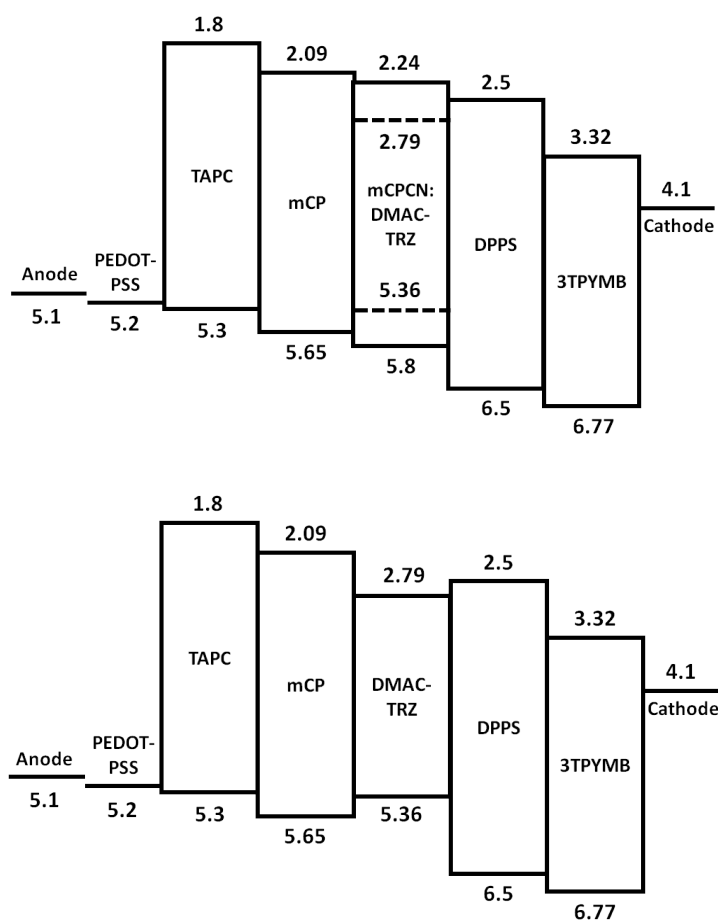 1.8
2.09
2.24
2.5
2.79
3.32
TAPC
mCP
mCPCN:
DMAC-
TRZ
DPPS
4.1
Cathode
3TPYMB
PEDOT-
PSS
Anode
5.36
5.1
5.2
5.3
5.65
5.8
6.5
6.77
1.8
2.09
2.79
2.5
3.32
TAPC
mCP
DMAC-
TRZ
DPPS
4.1
Cathode
3TPYMB
PEDOT-
PSS
Anode
5.1
5.2
5.3
5.65
5.36
6.5
6.77